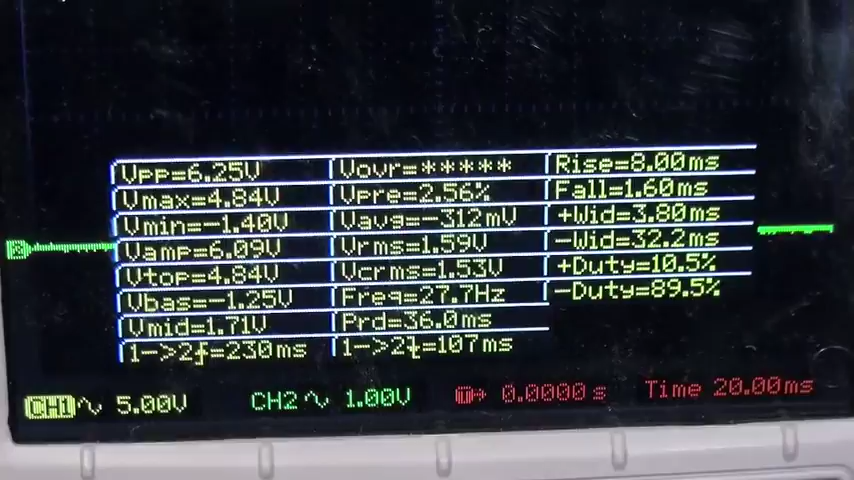 Vpp=6.25V Vovr=***** Rise=8.00ms
Vmax=4.84V Vpre=2.56% Fall=1.60ms
Vmin=-1.40V Vavg=-312mV +Wid=3.80ms
Vamp=6.09V Vrms=1.59V -Wid=32.2ms
Vtop=4.84V Vcrms=1.53V +Duty=10.5%
Vbas=-1.25V Freq=27.7Hz -Duty=89.5%
Vmid=1.71V Prd=36.0ms
1->2=230ms 1->2=107ms
CH1 5.00V CH2 1.00V T 0.0000s Time 20.00ms